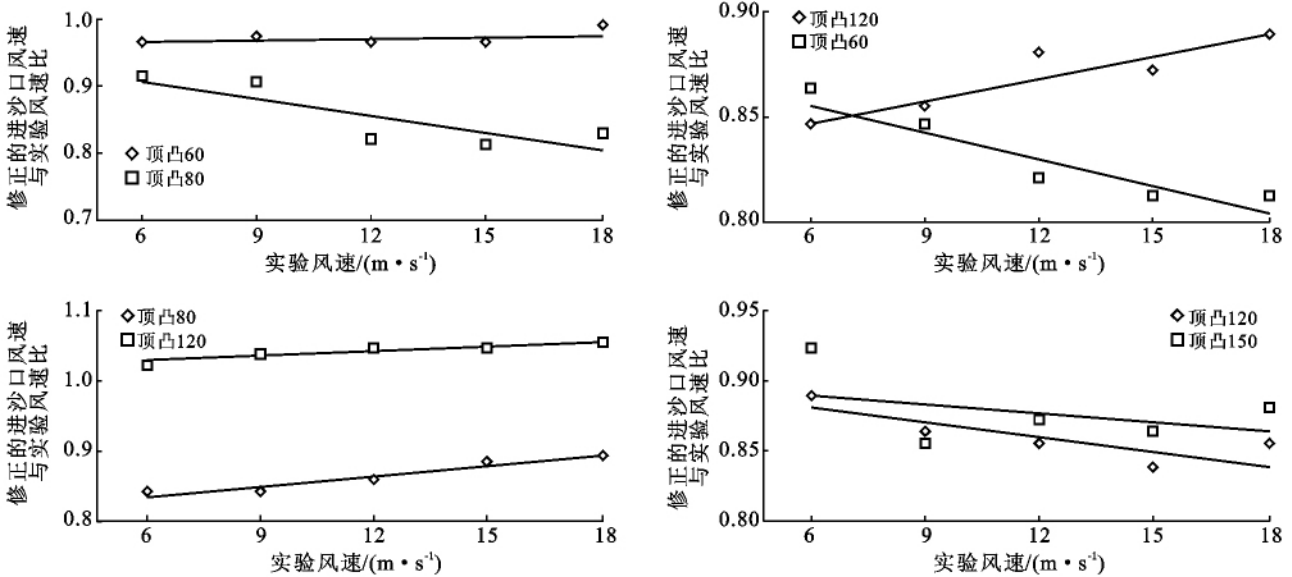 修正的进沙口风速
与实验风速比
1.0
0.9
0.8
0.7
顶凸60
顶凸80
6 9 12 15 18
实验风速/(m·s⁻¹)
修正的进沙口风速
与实验风速比
0.90
0.85
0.80
顶凸120
顶凸60
6 9 12 15 18
实验风速/(m·s⁻¹)
修正的进沙口风速
与实验风速比
1.1
1.0
0.9
0.8
顶凸80
顶凸120
6 9 12 15 18
实验风速/(m·s⁻¹)
修正的进沙口风速
与实验风速比
0.95
0.90
0.85
0.80
顶凸120
顶凸150
6 9 12 15 18
实验风速/(m·s⁻¹)